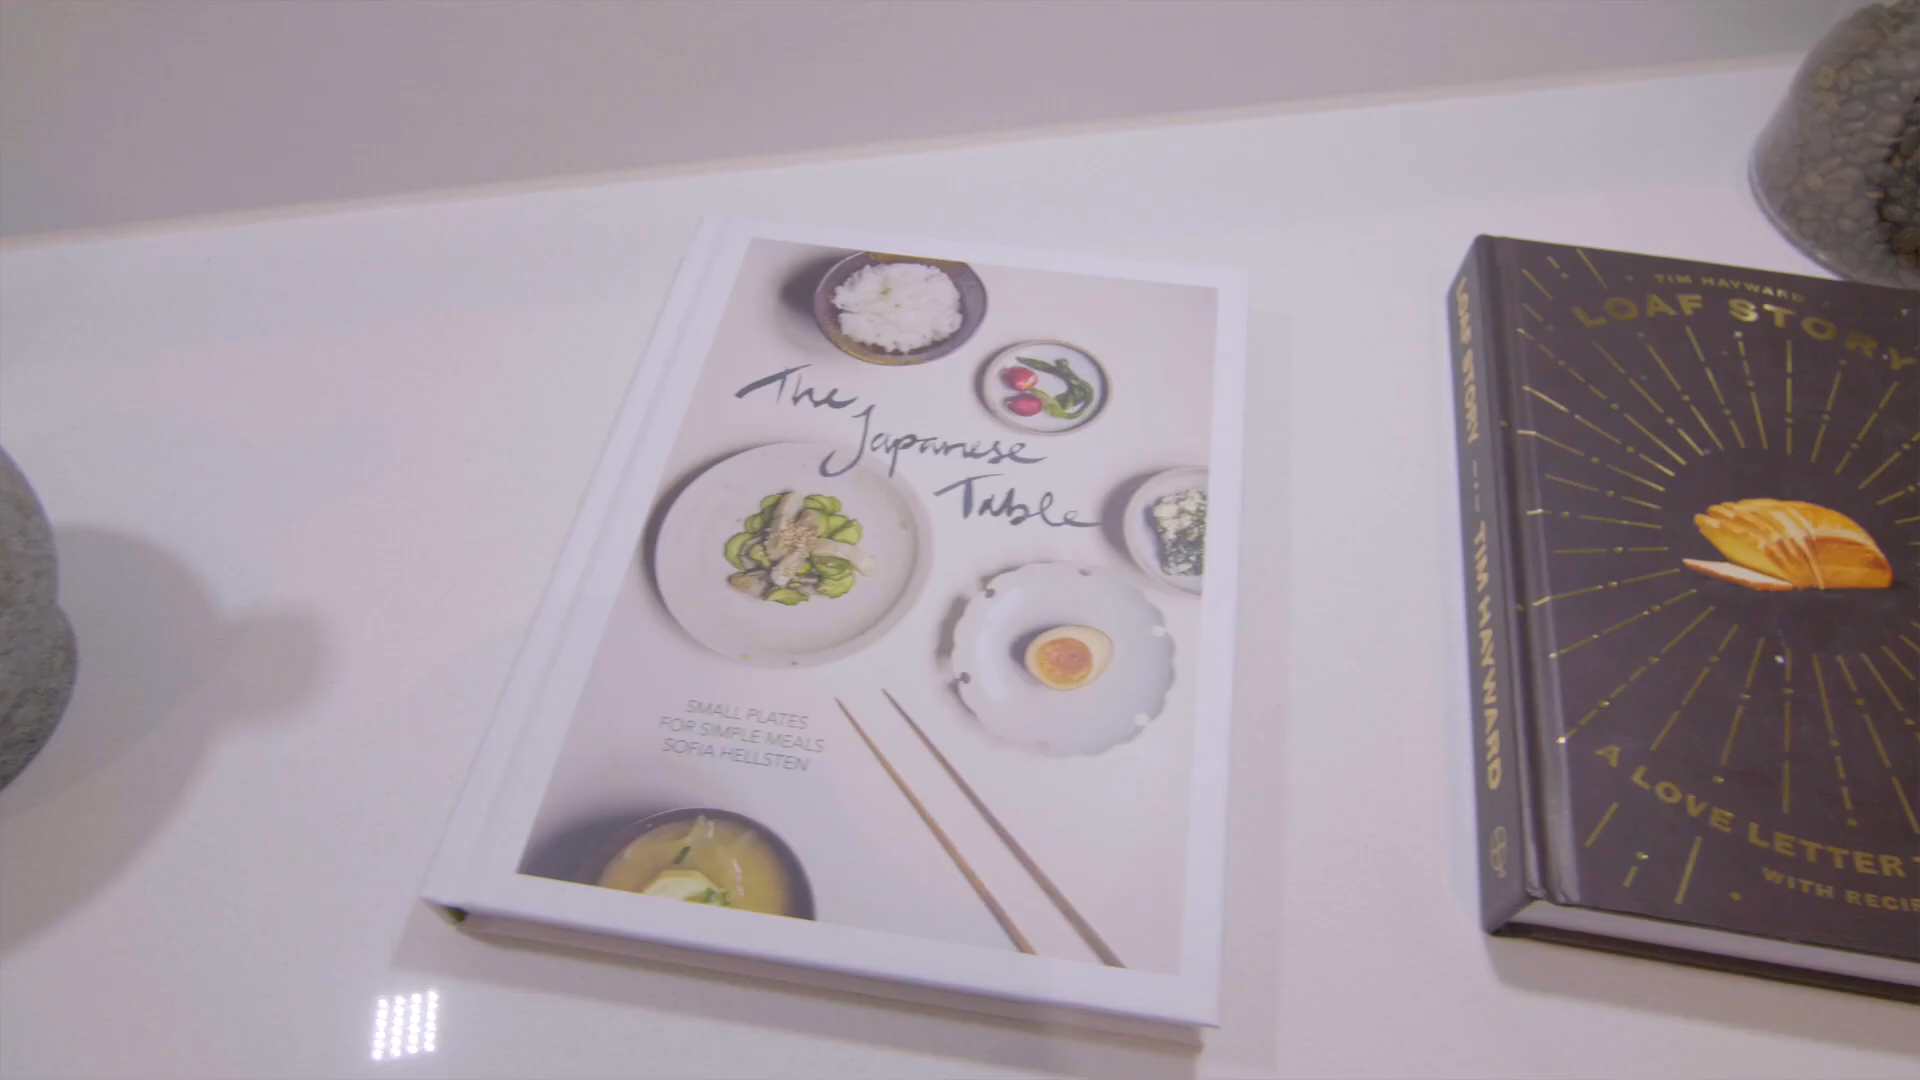 The
Japanese
Table
SMALL PLATES
FOR SIMPLE MEALS
SOFIA HELLSTEN
LOAF STORY TIM HAYWARD
TIM HAYWARD
LOAF STORY
A LOVE LETTER
WITH